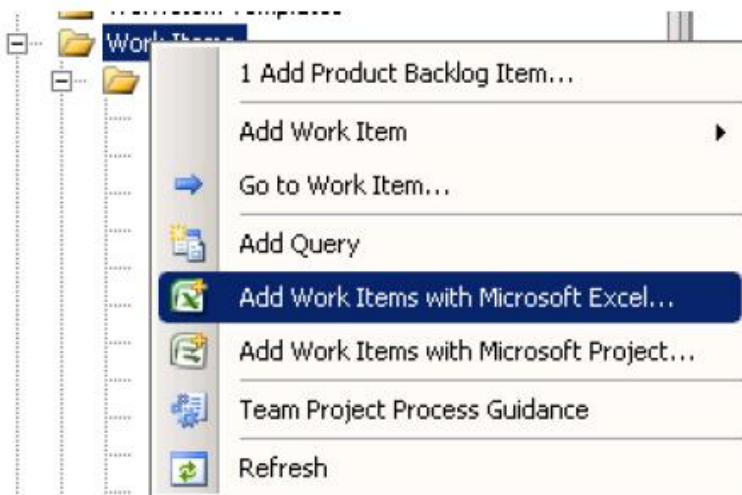 Work Items
1 Add Product Backlog Item...
Add Work Item
Go to Work Item...
Add Query
Add Work Items with Microsoft Excel...
Add Work Items with Microsoft Project...
Team Project Process Guidance
Refresh